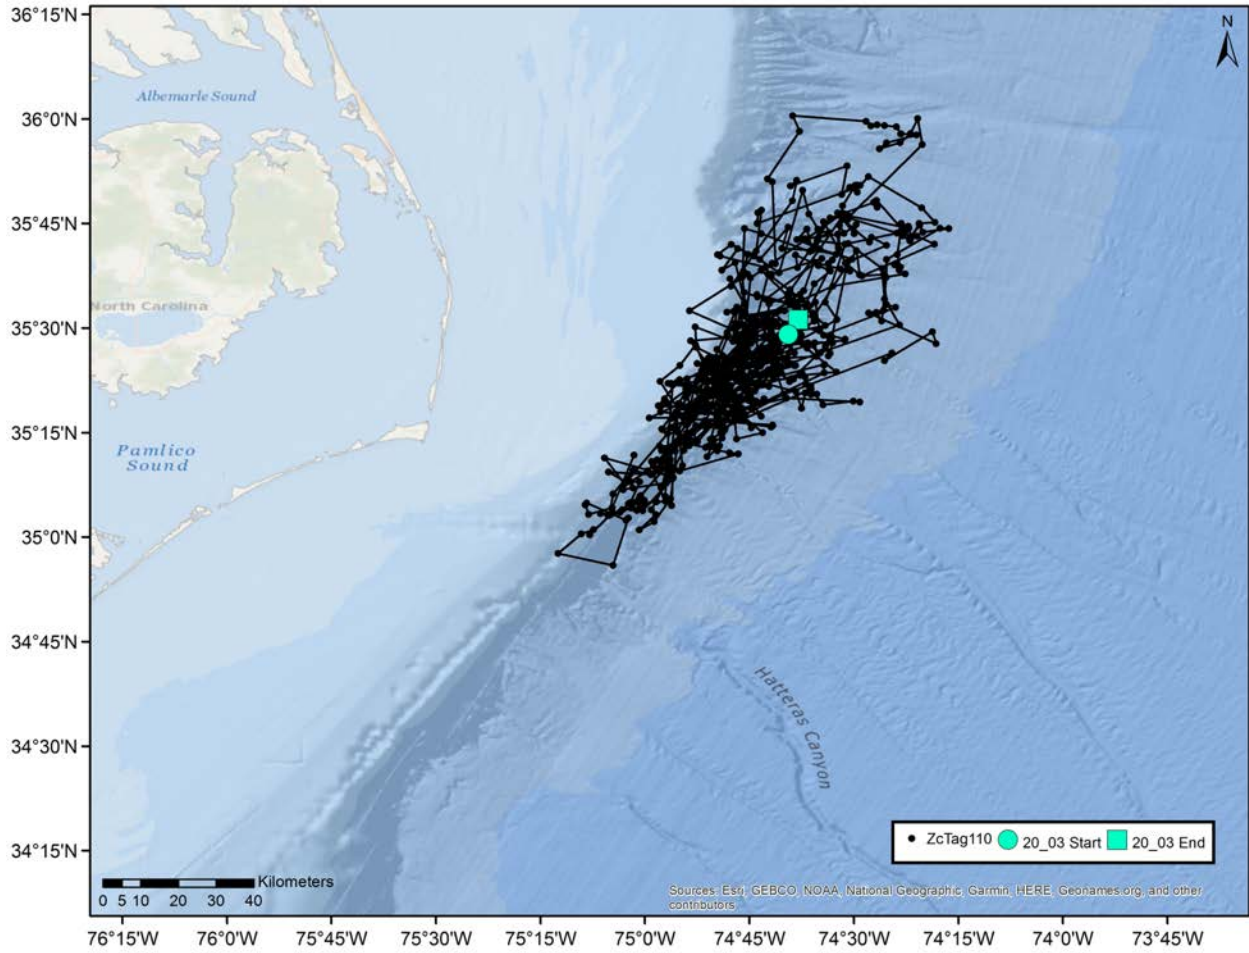 36°15'N
36°0'N
35°45'N
35°30'N
35°15'N
35°0'N
34°45'N
34°30'N
34°15'N
N
Albemarle Sound
North Carolina
Pamlico
Sound
Hatteras Canyon
ZcTag110 20_03 Start 20_03 End
Kilometers
0 5 10 20 30 40
Sources: Esri, GEBCO, NOAA, National Geographic, Garmin, HERE, Geonames.org, and other
contributors
76°15'W 76°0'W 75°45'W 75°30'W 75°15'W 75°0'W 74°45'W 74°30'W 74°15'W 74°0'W 73°45'W